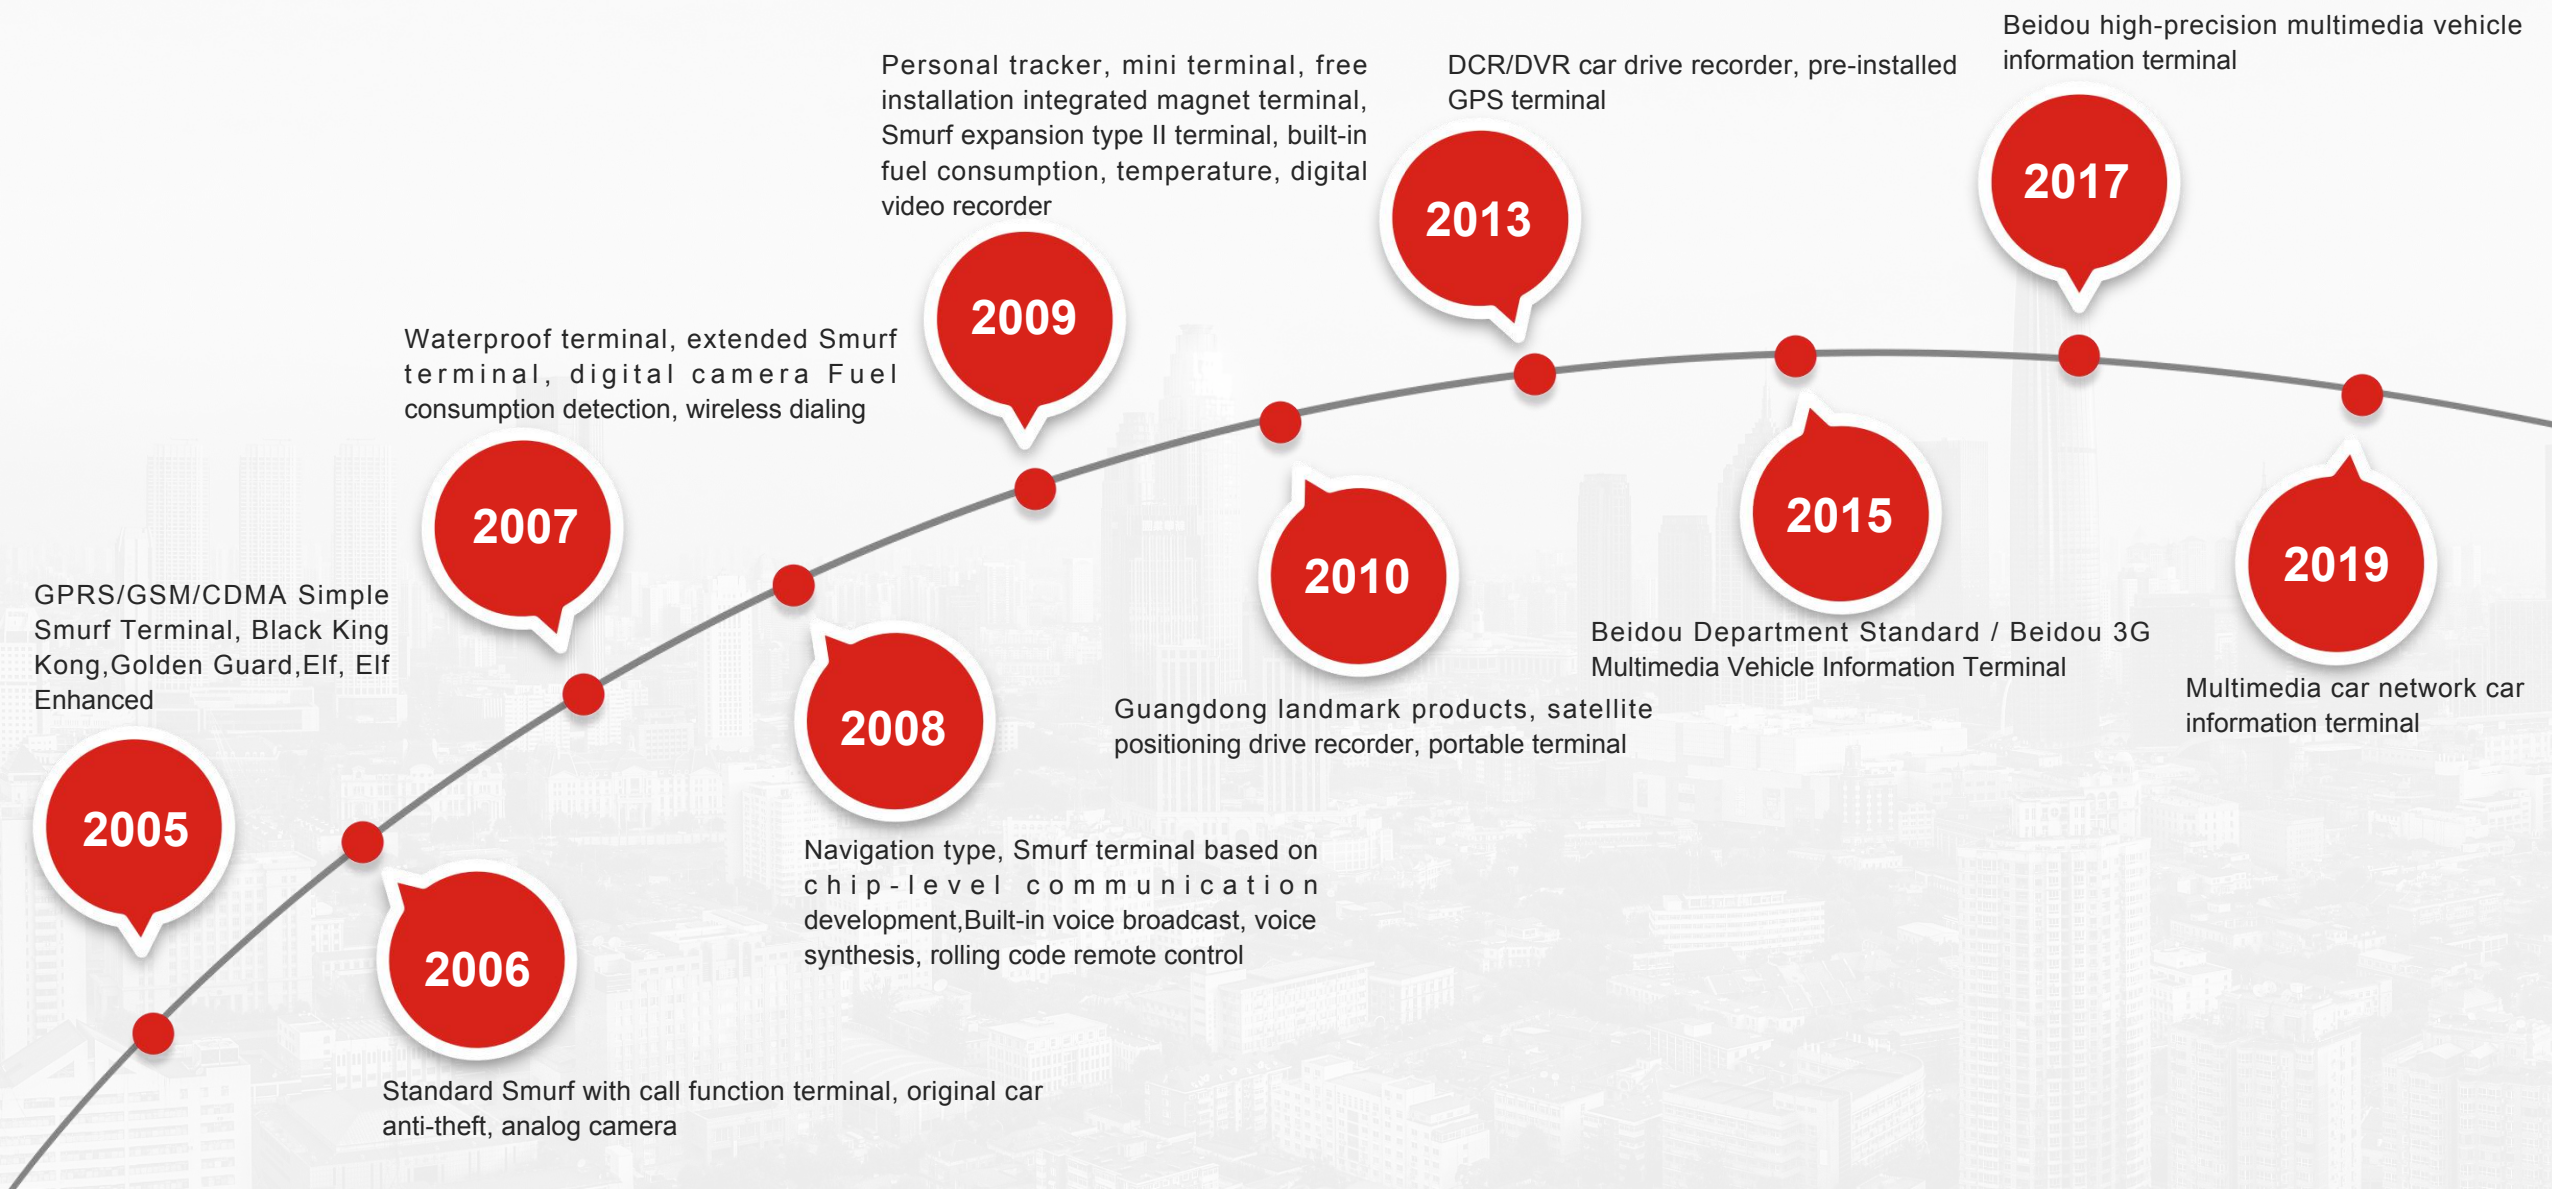 GPRS/GSM/CDMA Simple
Smurf Terminal, Black King
Kong,Golden Guard,Elf, Elf
Enhanced
2005
2006
Standard Smurf with call function terminal, original car
anti-theft, analog camera
Waterproof terminal, extended Smurf
terminal, digital camera Fuel
consumption detection, wireless dialing
2007
2008
Navigation type, Smurf terminal based on
chip-level communication
development,Built-in voice broadcast, voice
synthesis, rolling code remote control
Personal tracker, mini terminal, free
installation integrated magnet terminal,
Smurf expansion type II terminal, built-in
fuel consumption, temperature, digital
video recorder
2009
2010
Guangdong landmark products, satellite
positioning drive recorder, portable terminal
DCR/DVR car drive recorder, pre-installed
GPS terminal
2013
2015
Beidou Department Standard / Beidou 3G
Multimedia Vehicle Information Terminal
Beidou high-precision multimedia vehicle
information terminal
2017
2019
Multimedia car network car
information terminal